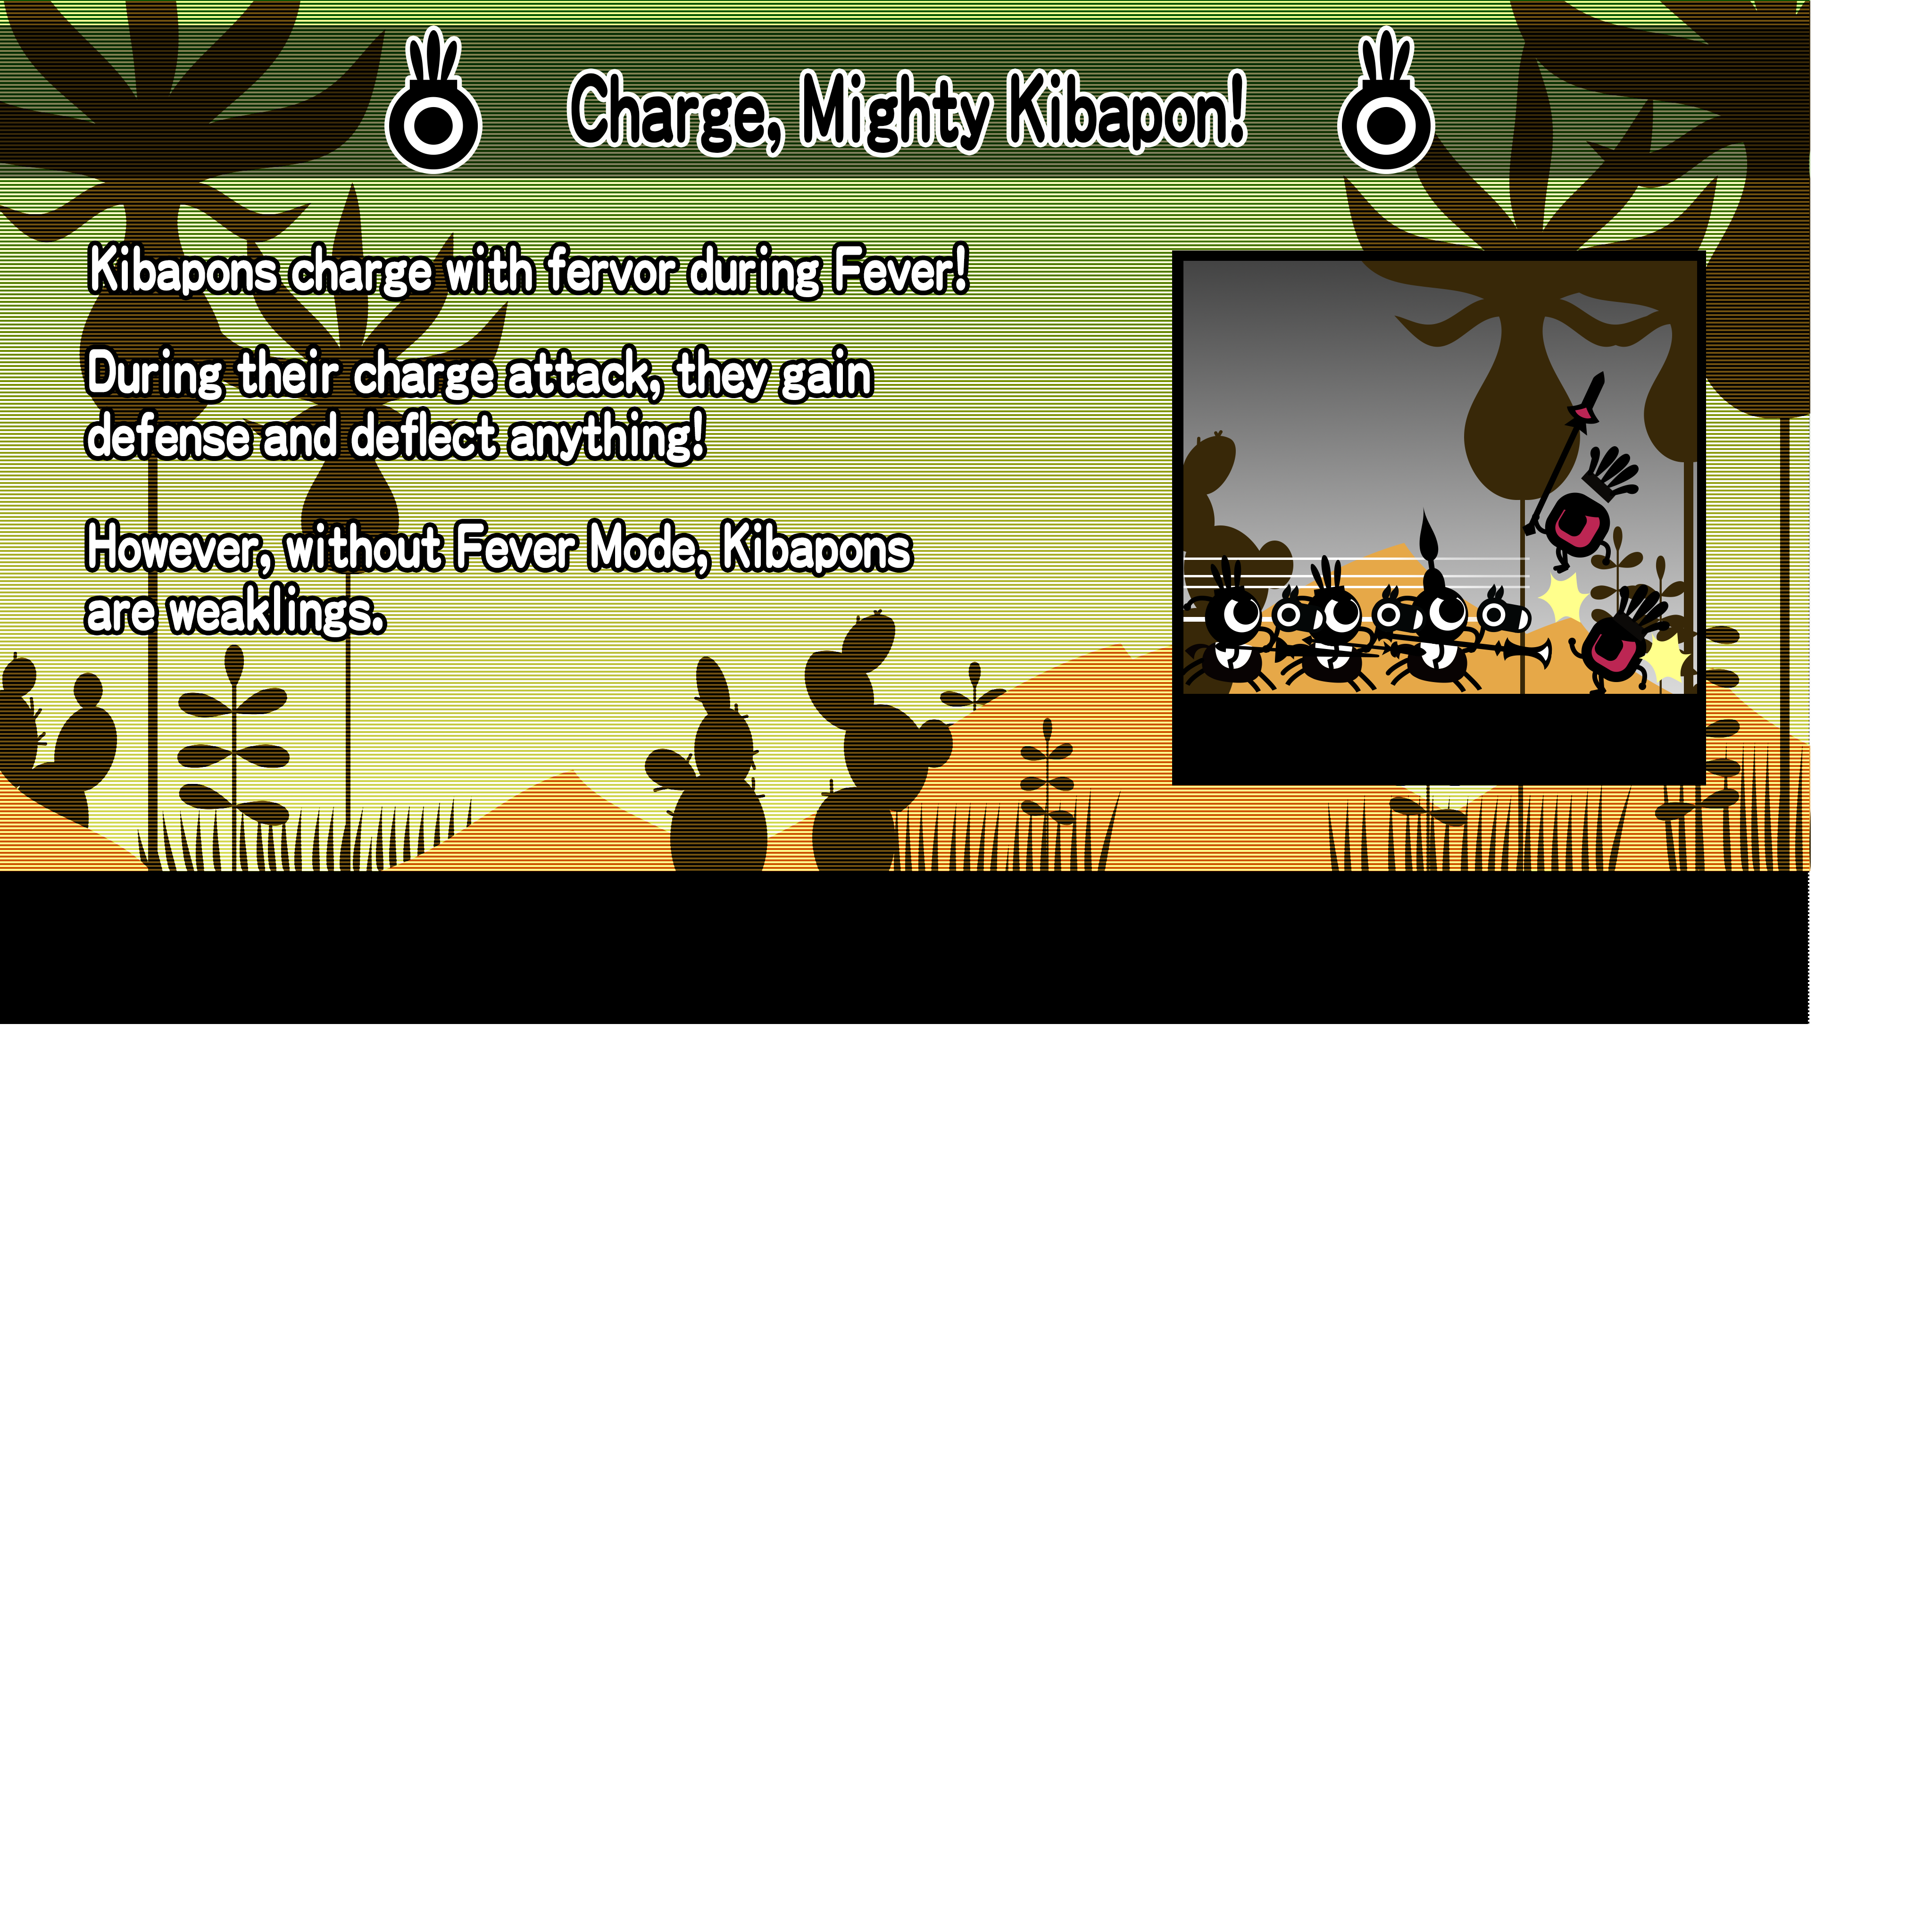 Charge, Mighty Kibapon!
Kibapons charge with fervor during Fever!
During their charge attack, they gain
defense and deflect anything!
However, without Fever Mode, Kibapons
are weaklings.